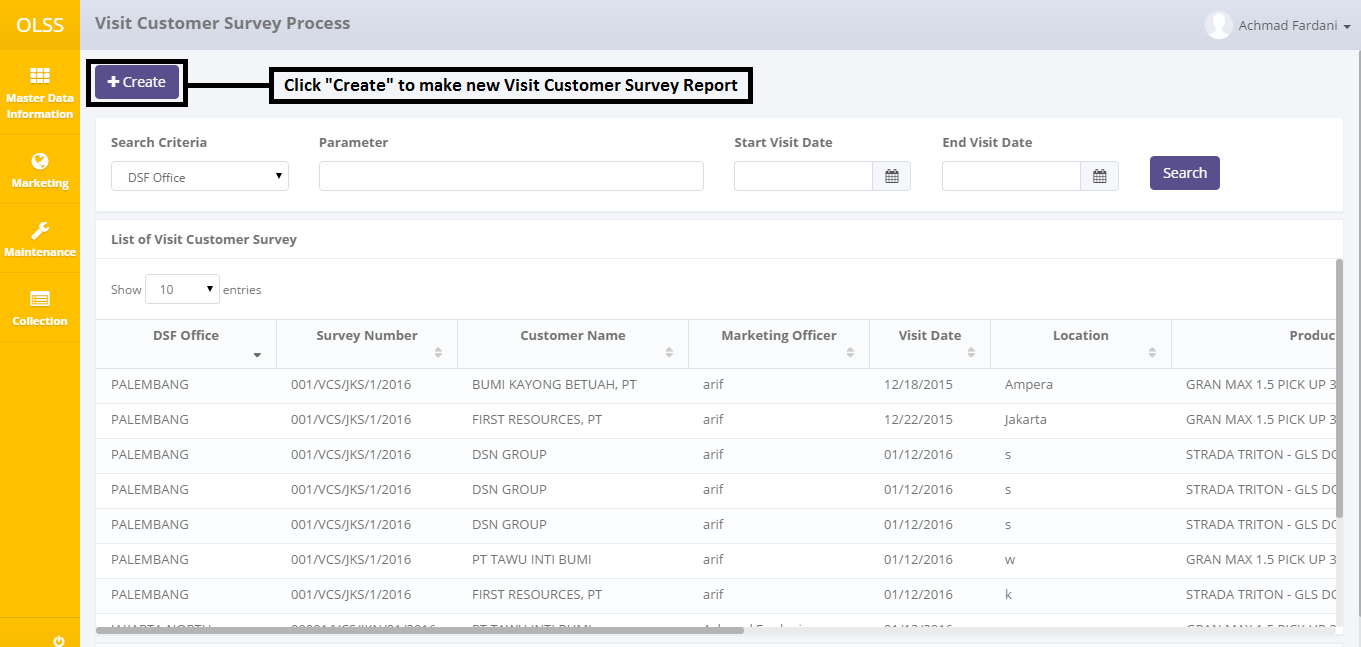 OLSS
Visit Customer Survey Process
Achmad Fardani
Master Data
Information
Marketing
Maintenance
Collection
Create
Click "Create" to make new Visit Customer Survey Report
Search Criteria Parameter Start Visit Date End Visit Date
DSF Office Search
List of Visit Customer Survey
Show 10 entries
DSF Office Survey Number Customer Name Marketing Officer Visit Date Location Produc
PALEMBANG 001/VCS/JKS/1/2016 BUMI KAYONG BETUAH, PT arif 12/18/2015 Ampera GRAN MAX 1.5 PICK UP 3
PALEMBANG 001/VCS/JKS/1/2016 FIRST RESOURCES, PT arif 12/22/2015 Jakarta GRAN MAX 1.5 PICK UP 3
PALEMBANG 001/VCS/JKS/1/2016 DSN GROUP arif 01/12/2016 s STRADA TRITON - GLS DO
PALEMBANG 001/VCS/JKS/1/2016 DSN GROUP arif 01/12/2016 s STRADA TRITON - GLS DO
PALEMBANG 001/VCS/JKS/1/2016 DSN GROUP arif 01/12/2016 s STRADA TRITON - GLS DO
PALEMBANG 001/VCS/JKS/1/2016 PT TAWU INTI BUMI arif 01/12/2016 w GRAN MAX 1.5 PICK UP 3
PALEMBANG 001/VCS/JKS/1/2016 FIRST RESOURCES, PT arif 01/12/2016 k STRADA TRITON - GLS DO